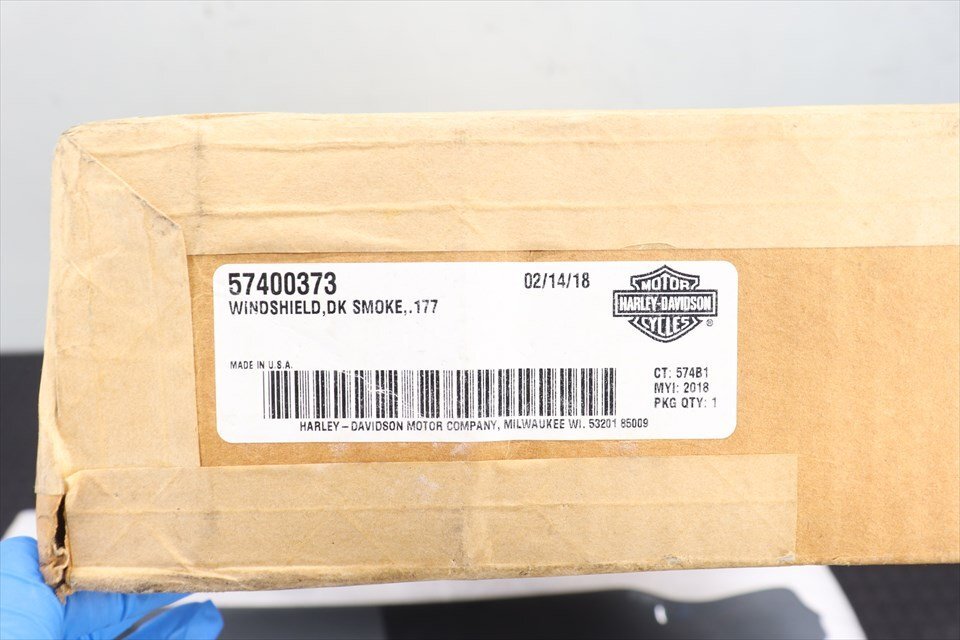 57400373
02/14/18
WINDSHIELD,DK SMOKE,.177
MOTOR
HARLEY-DAVIDSON
CYCLES
®
MADE IN U.S.A.
CT: 574B1
MYI: 2018
PKG QTY: 1
HARLEY-DAVIDSON MOTOR COMPANY, MILWAUKEE WI. 53201 85009